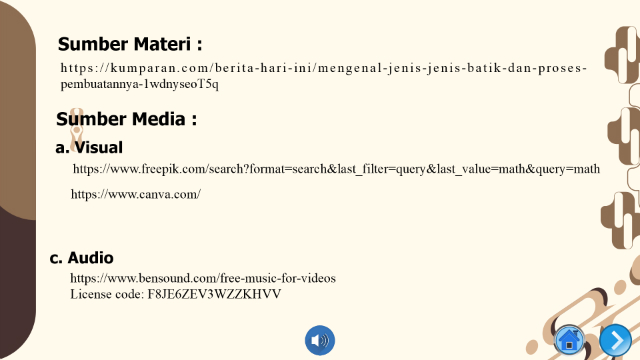 Sumber Materi :
https://kumparan.com/berita-hari-ini/mengenal-jenis-jenis-batik-dan-proses-
pembuatannya-1wdnyseoT5q
Sumber Media :
a. Visual
https://www.freepik.com/search?format=search&last_filter=query&last_value=math&query=math
https://www.canva.com/
c. Audio
https://www.bensound.com/free-music-for-videos
License code: F8JE6ZEV3WZZKHVV